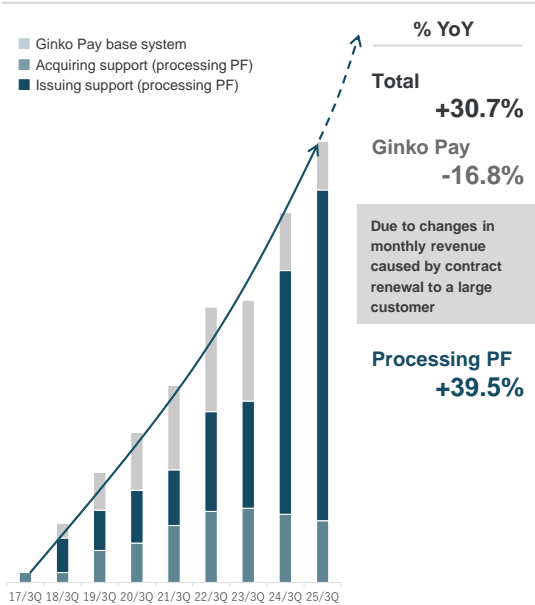 Ginko Pay base system
Acquiring support (processing PF)
Issuing support (processing PF)
% YoY
Total
+30.7%
Ginko Pay
-16.8%
Due to changes in
monthly revenue
caused by contract
renewal to a large
customer
Processing PF
+39.5%
17/3Q 18/3Q 19/3Q 20/3Q 21/3Q 22/3Q 23/3Q 24/3Q 25/3Q